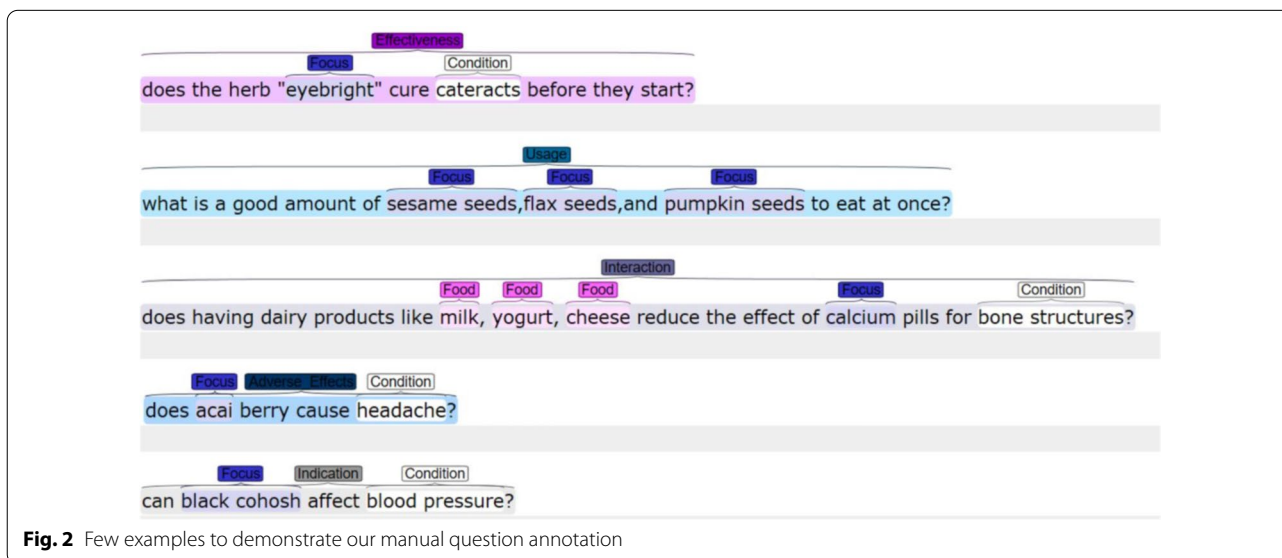 Effectiveness
Focus Condition
does the herb "eyebright" cure cataracts before they start?
Usage
Focus Focus Focus
what is a good amount of sesame seeds,flax seeds,and pumpkin seeds to eat at once?
Interaction
Food Food Food Focus Condition
does having dairy products like milk, yogurt, cheese reduce the effect of calcium pills for bone structures?
Focus Adverse_Effects Condition
does acai berry cause headache?
Focus Indication Condition
can black cohosh affect blood pressure?
Fig. 2 Few examples to demonstrate our manual question annotation